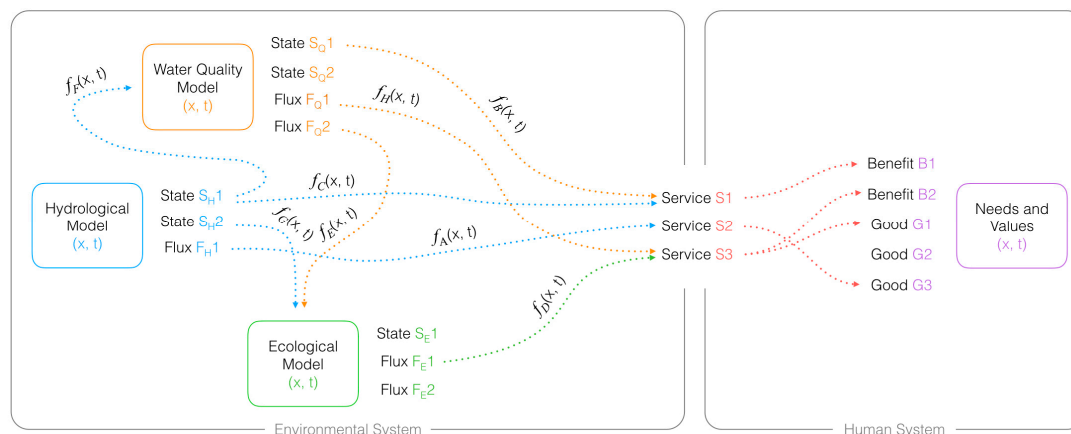 Water Quality
Model
(x, t)
State SQ1
State SQ2
Flux FQ1
Flux FQ2
fF(x, t)
fH(x, t)
fB(x, t)
Hydrological
Model
(x, t)
State SH1
State SH2
Flux FH1
fC(x, t)
fG(x, t)
fE(x, t)
fA(x, t)
fD(x, t)
Ecological
Model
(x, t)
State SE1
Flux FE1
Flux FE2
Service S1
Service S2
Service S3
Benefit B1
Benefit B2
Good G1
Good G2
Good G3
Needs and
Values
(x, t)
Environmental System
Human System